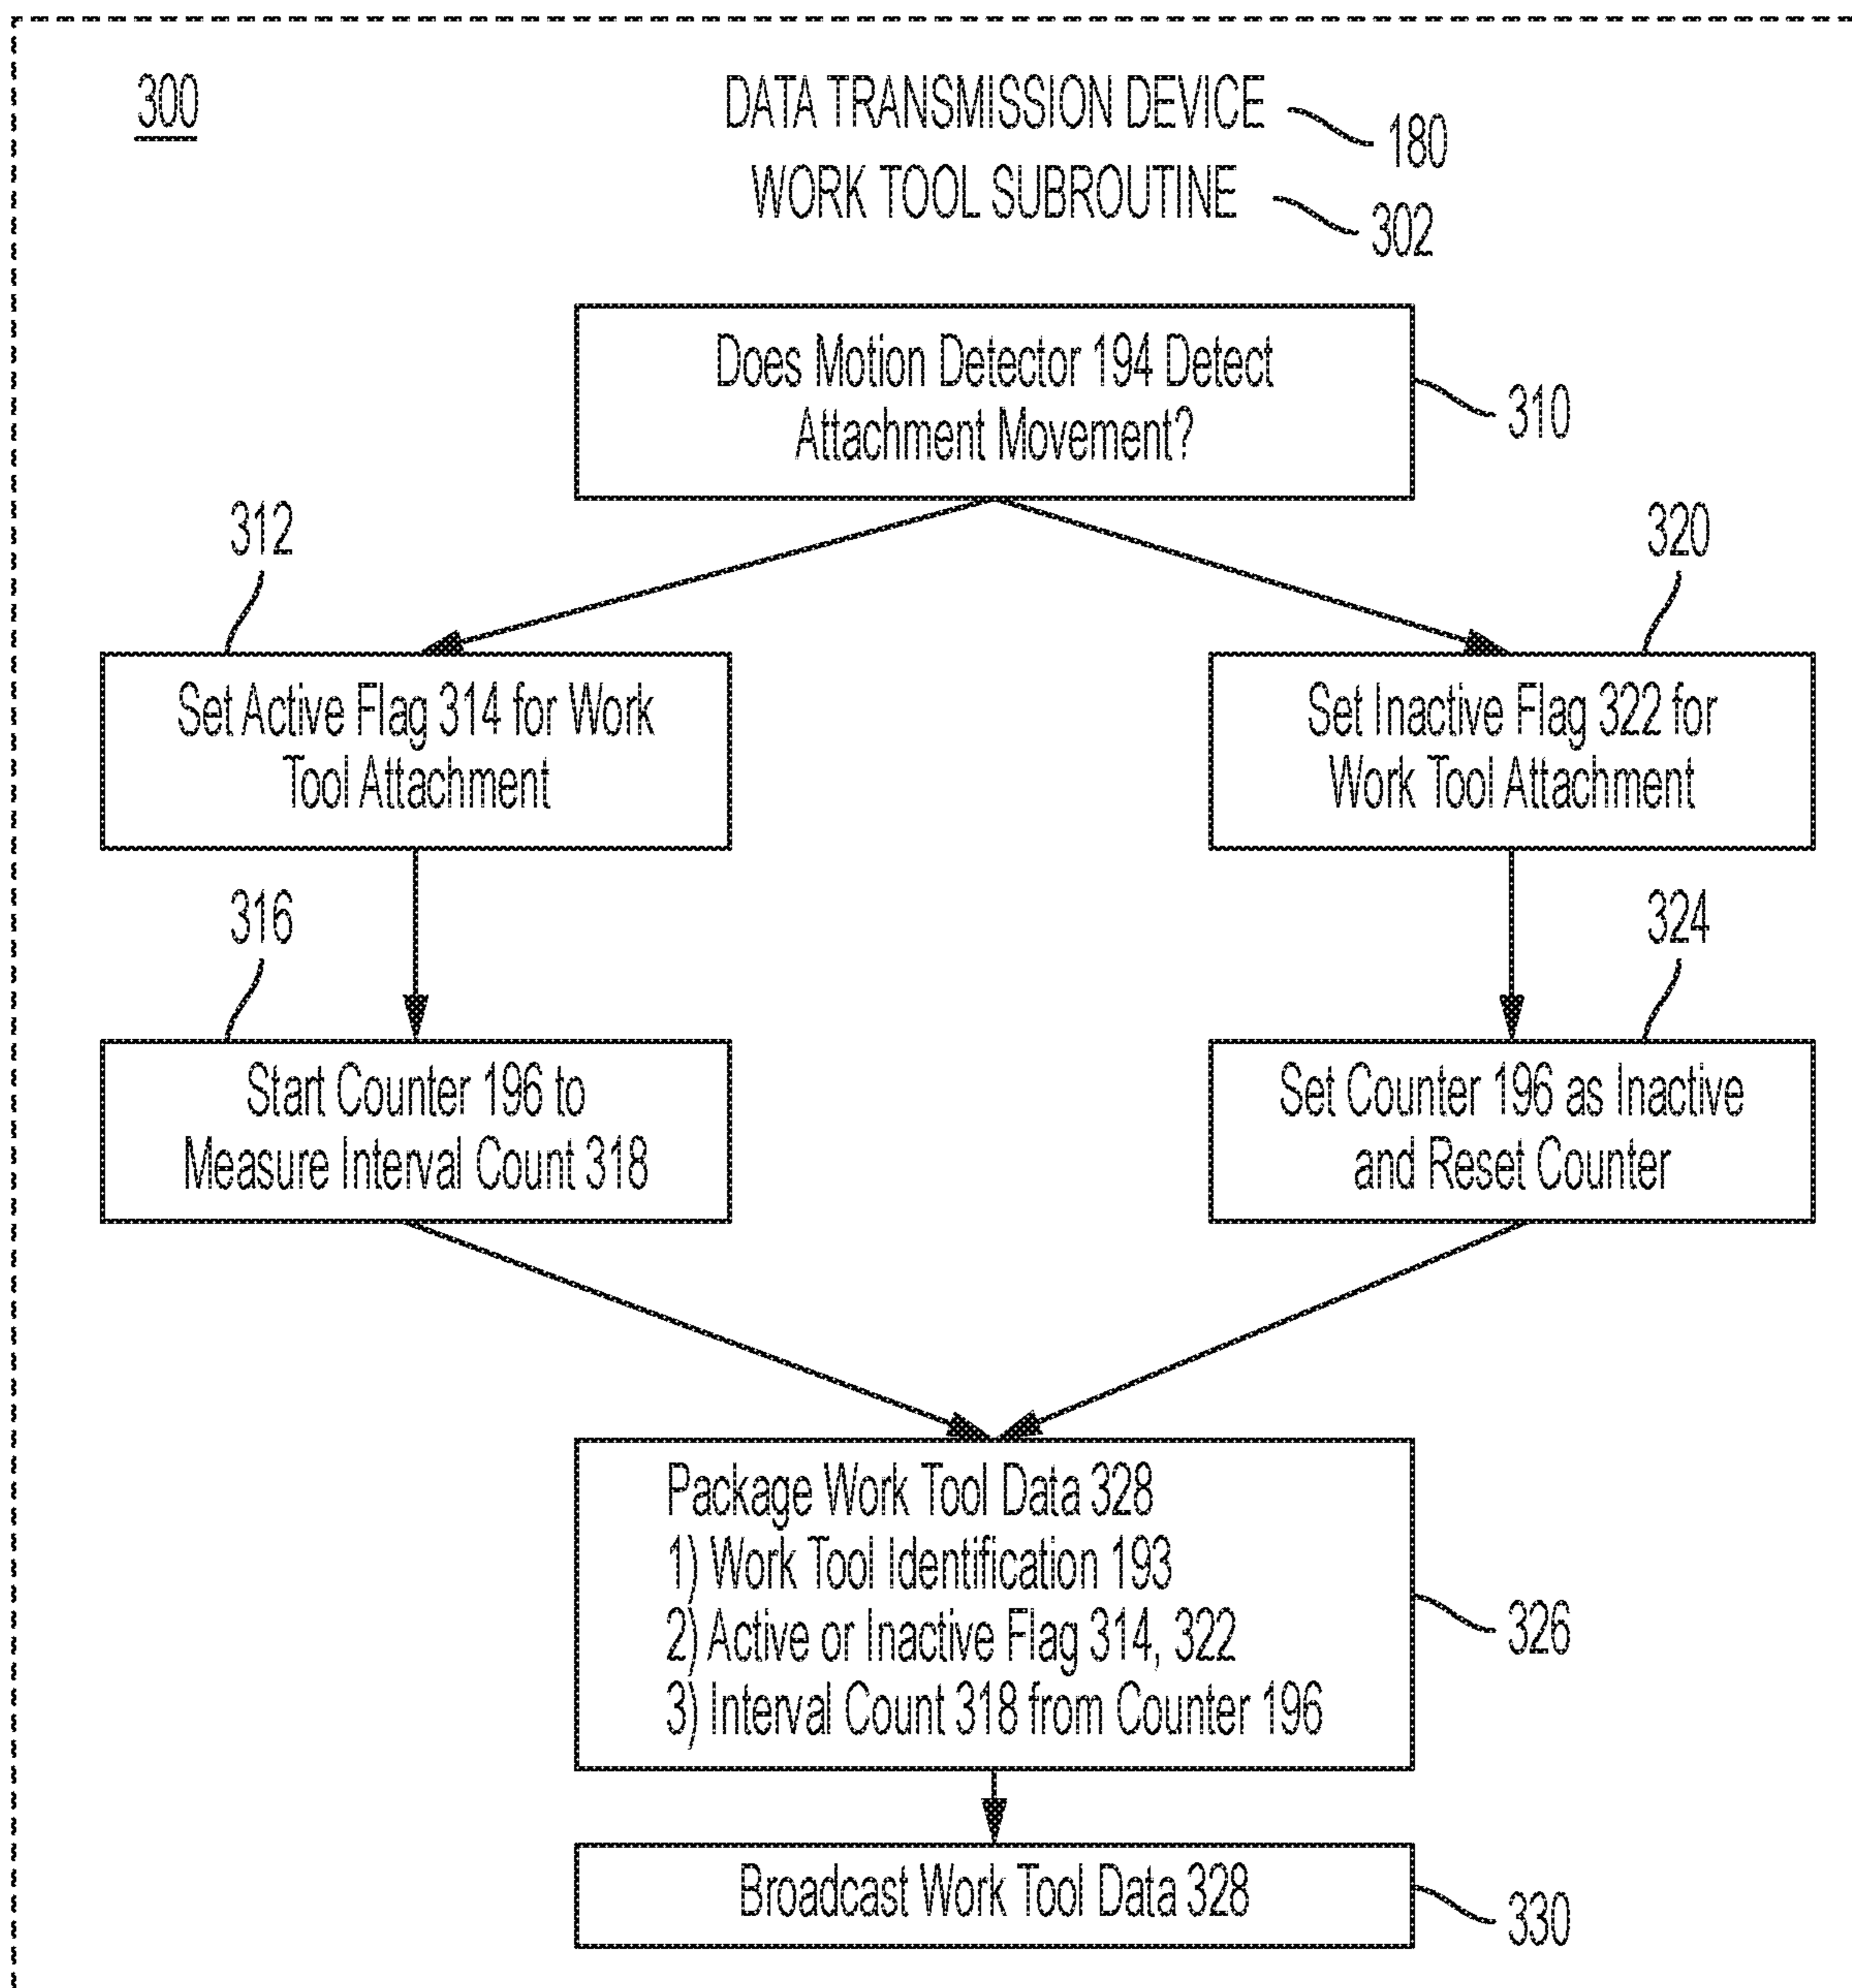 300
DATA TRANSMISSION DEVICE
180
WORK TOOL SUBROUTINE
302
Does Motion Detector 194 Detect
Attachment Movement?
310
312
320
Set Active Flag 314 for Work
Tool Attachment
Set Inactive Flag 322 for
Work Tool Attachment
316
324
Start Counter 196 to
Measure Interval Count 318
Set Counter 196 as Inactive
and Reset Counter
Package Work Tool Data 328
1) Work Tool Identification 193
2) Active or Inactive Flag 314, 322
3) Interval Count 318 from Counter 196
326
Broadcast Work Tool Data 328
330